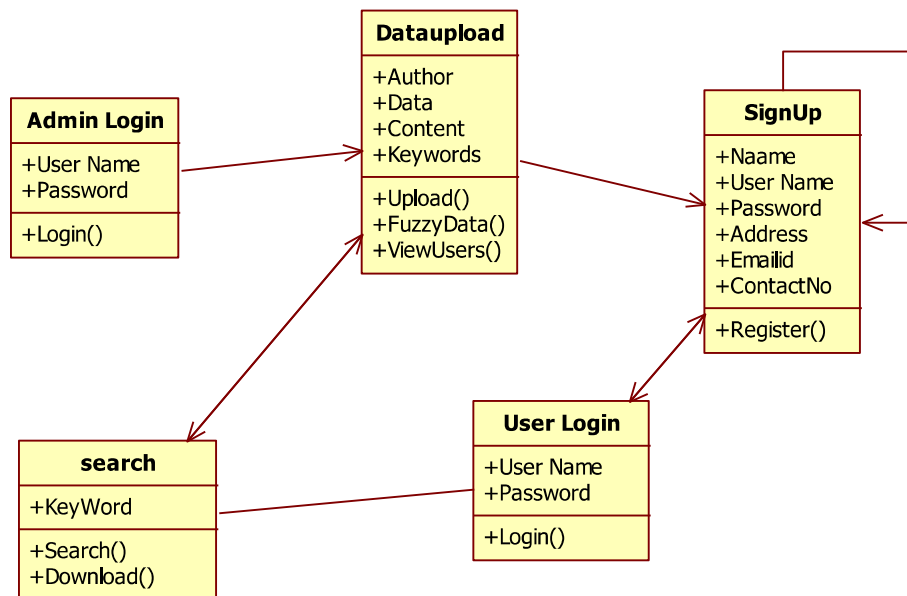 Dataupload
+Author
+Data
+Content
+Keywords
+Upload()
+FuzzyData()
+ViewUsers()
Admin Login
+User Name
+Password
+Login()
SignUp
+Naame
+User Name
+Password
+Address
+Emailid
+ContactNo
+Register()
search
+KeyWord
+Search()
+Download()
User Login
+User Name
+Password
+Login()